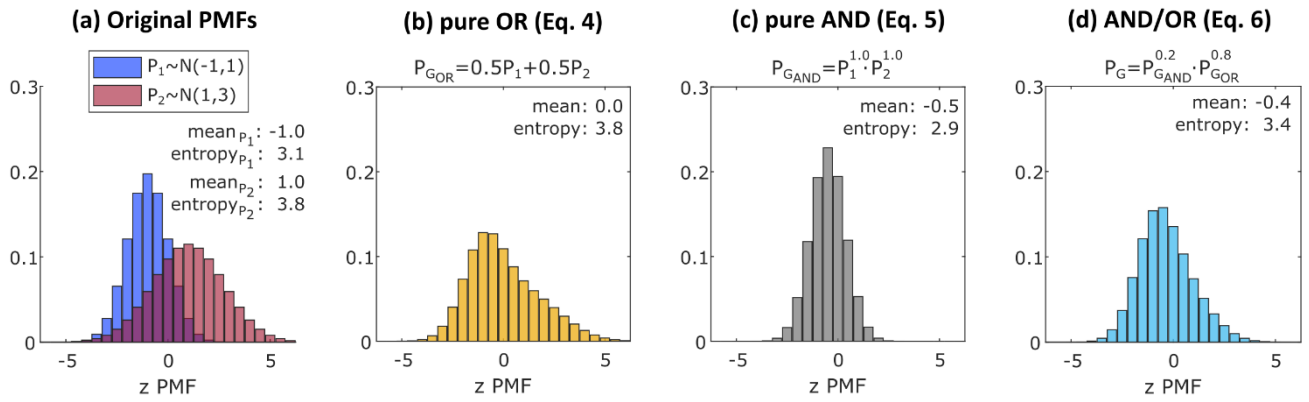 (a) Original PMFs
P₁~N(-1,1)
P₂~N(1,3)
mean_P₁: -1.0
entropy_P₁: 3.1
mean_P₂: 1.0
entropy_P₂: 3.8
0.3
0.2
0.1
0
-5 0 5
z PMF
(b) pure OR (Eq. 4)
P_G_OR=0.5P₁+0.5P₂
mean: 0.0
entropy: 3.8
0.3
0.2
0.1
0
-5 0 5
z PMF
(c) pure AND (Eq. 5)
P_G_AND=P₁^1.0·P₂^1.0
mean: -0.5
entropy: 2.9
0.3
0.2
0.1
0
-5 0 5
z PMF
(d) AND/OR (Eq. 6)
P_G=P_G_AND^0.2·P_G_OR^0.8
mean: -0.4
entropy: 3.4
0.3
0.2
0.1
0
-5 0 5
z PMF